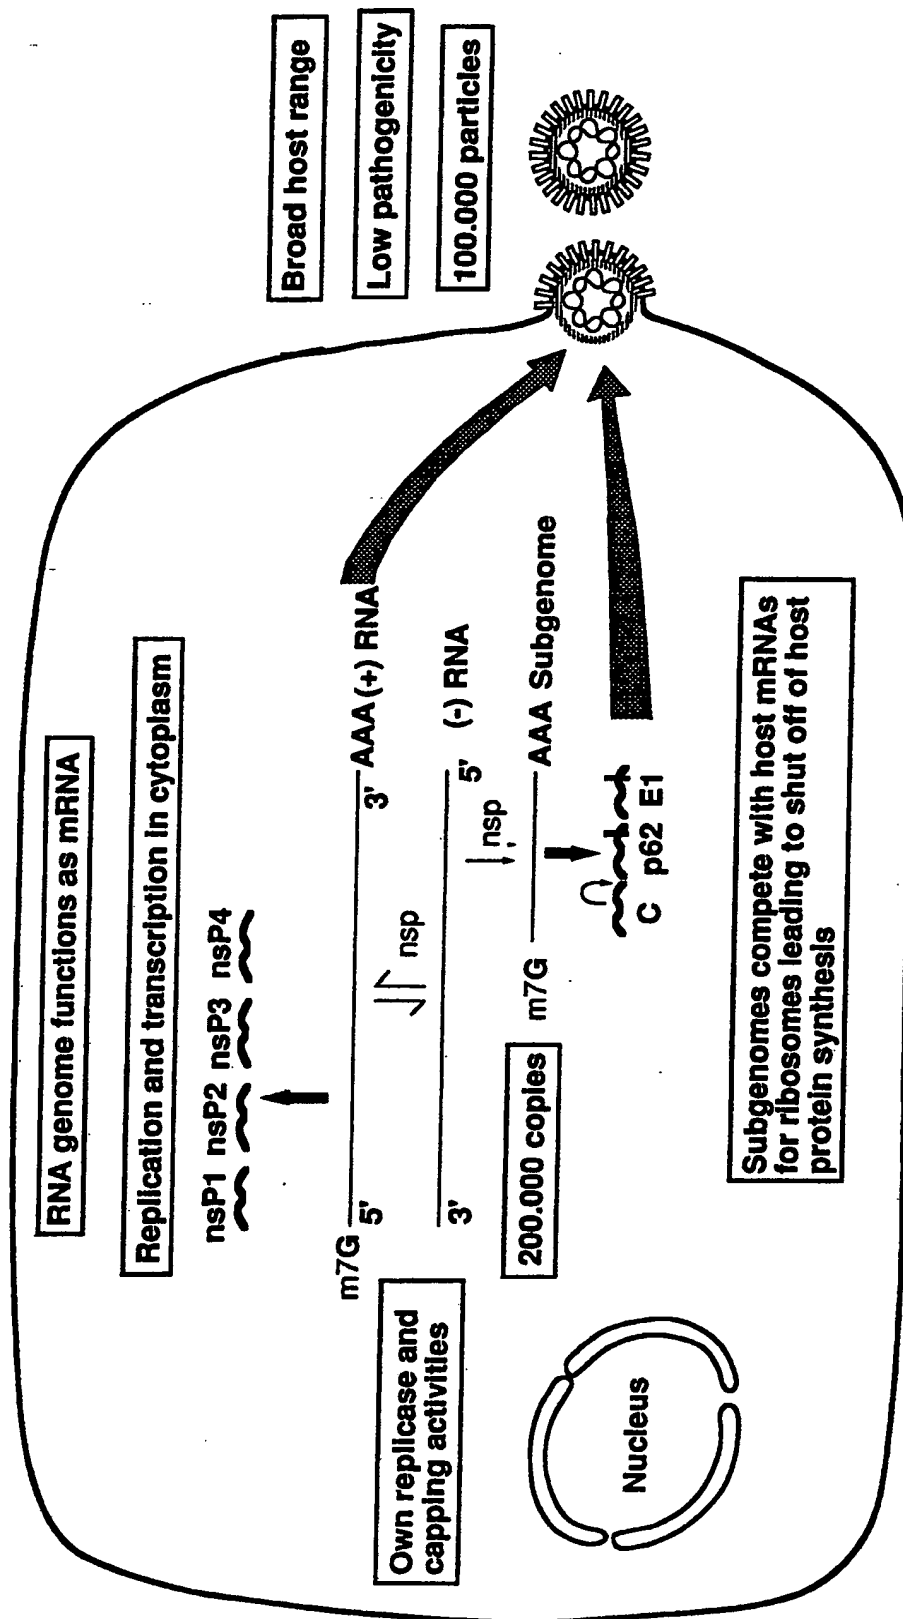 RNA genome functions as mRNA
Replication and transcription in cytoplasm
nsP1 nsP2 nsP3 nsP4
m7G
5'
3'
AAA (+) RNA
nsp
Own replicase and
capping activities
3'
5'
(-) RNA
nsp
200.000 copies
m7G
AAA Subgenome
C p62 E1
Nucleus
Subgenomes compete with host mRNAs
for ribosomes leading to shut off of host
protein synthesis
Broad host range
Low pathogenicity
100.000 particles